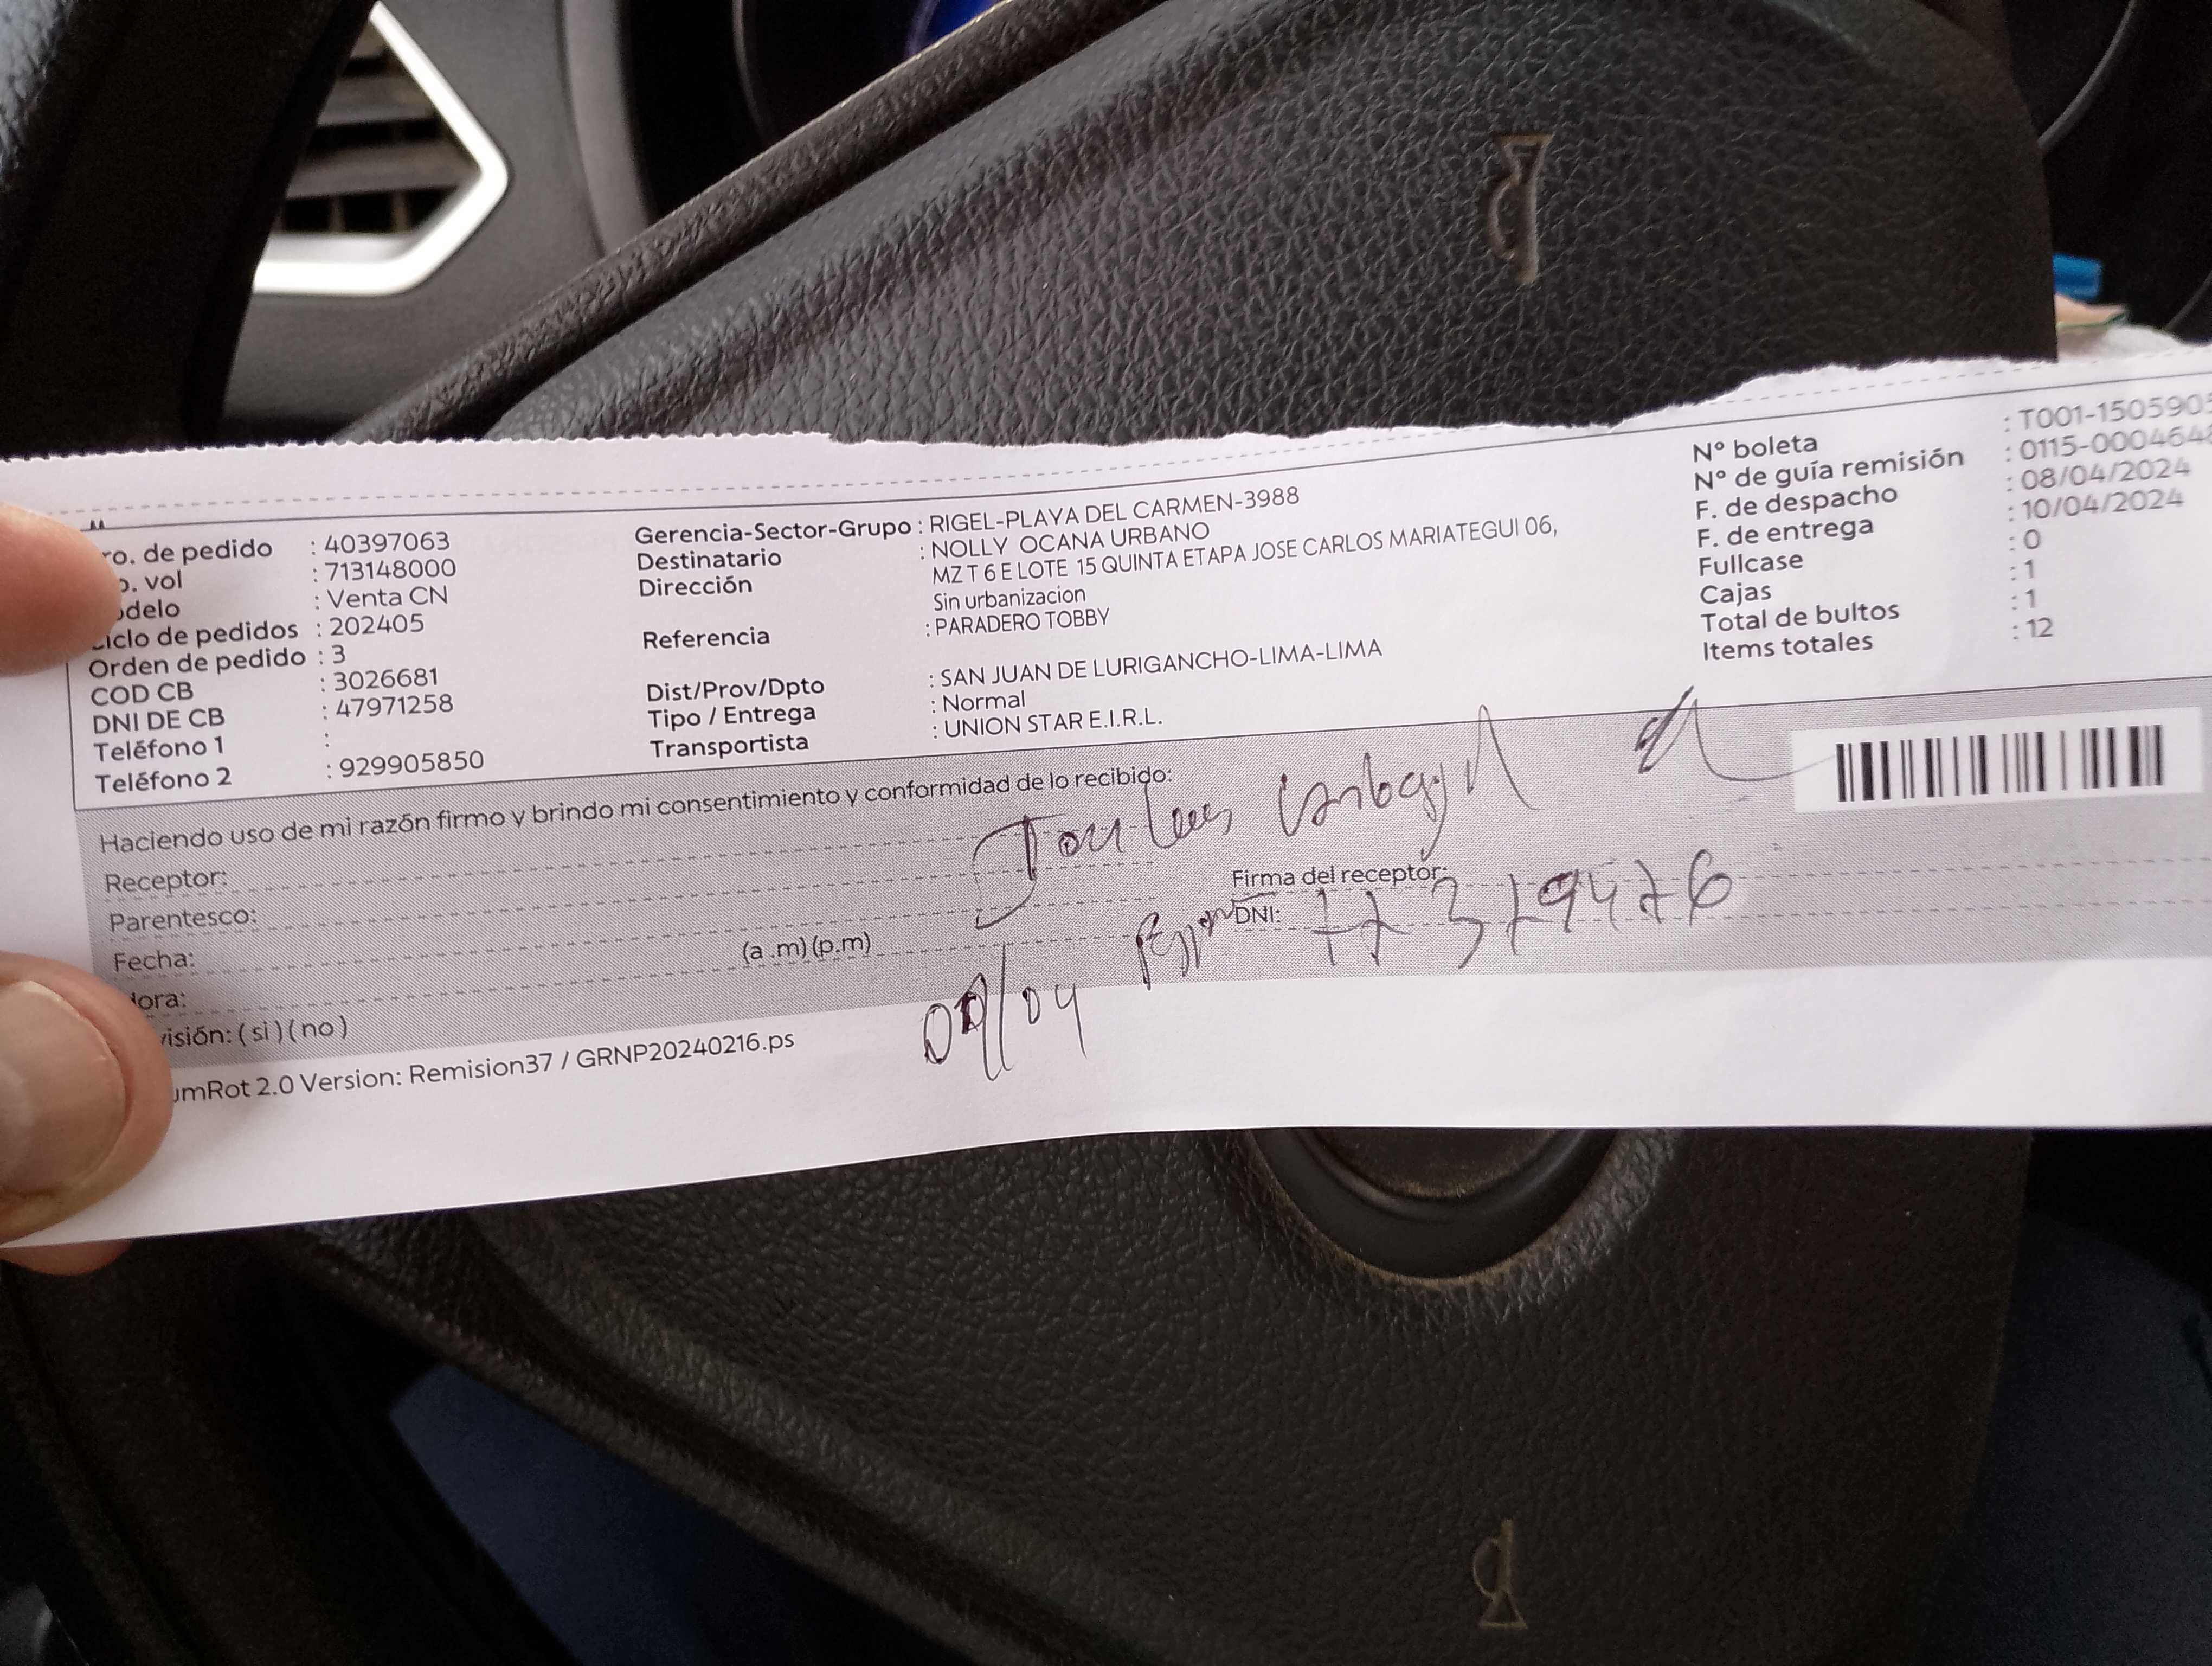 ro. de pedido : 40397063
o. vol : 713148000
odelo : Venta CN
iclo de pedidos : 202405
Orden de pedido : 3
COD CB : 3026681
DNI DE CB : 47971258
Teléfono 1 :
Teléfono 2 : 929905850
Gerencia-Sector-Grupo : RIGEL-PLAYA DEL CARMEN-3988
Destinatario : NOLLY OCANA URBANO
Dirección MZ T 6 E LOTE 15 QUINTA ETAPA JOSE CARLOS MARIATEGUI 06,
Sin urbanizacion
Referencia : PARADERO TOBBY
Dist/Prov/Dpto : SAN JUAN DE LURIGANCHO-LIMA-LIMA
Tipo / Entrega : Normal
Transportista : UNION STAR E.I.R.L.
Nº boleta : T001-1505905
Nº de guía remisión : 0115-000464
F. de despacho : 08/04/2024
F. de entrega : 10/04/2024
Fullcase : 0
Cajas : 1
Total de bultos : 1
Items totales : 12
Haciendo uso de mi razón firmo y brindo mi consentimiento y conformidad de lo recibido:
Receptor:
Parentesco:
Firma del receptor:
Fecha: (a .m) (p.m)
DNI:
Hora:
09/04
visión: ( si ) ( no )
umRot 2.0 Version: Remision37 / GRNP20240216.ps